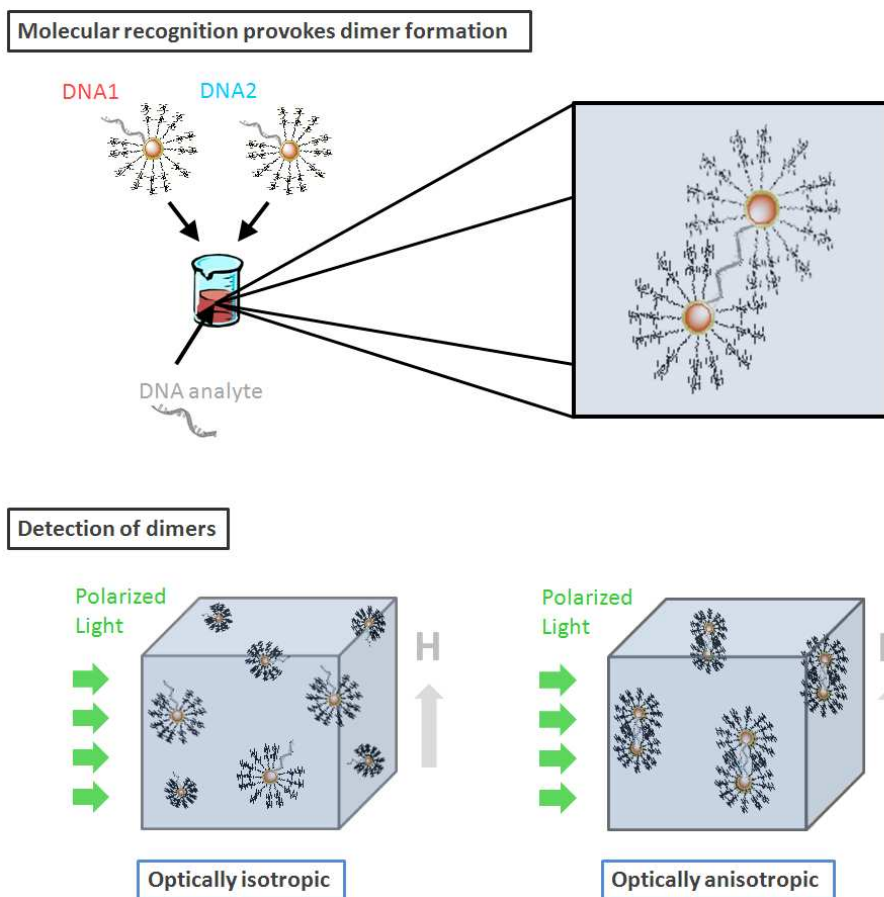 Molecular recognition provokes dimer formation
DNA1 DNA2
DNA analyte
Detection of dimers
Polarized
Light
H
Polarized
Light
Optically isotropic
Optically anisotropic